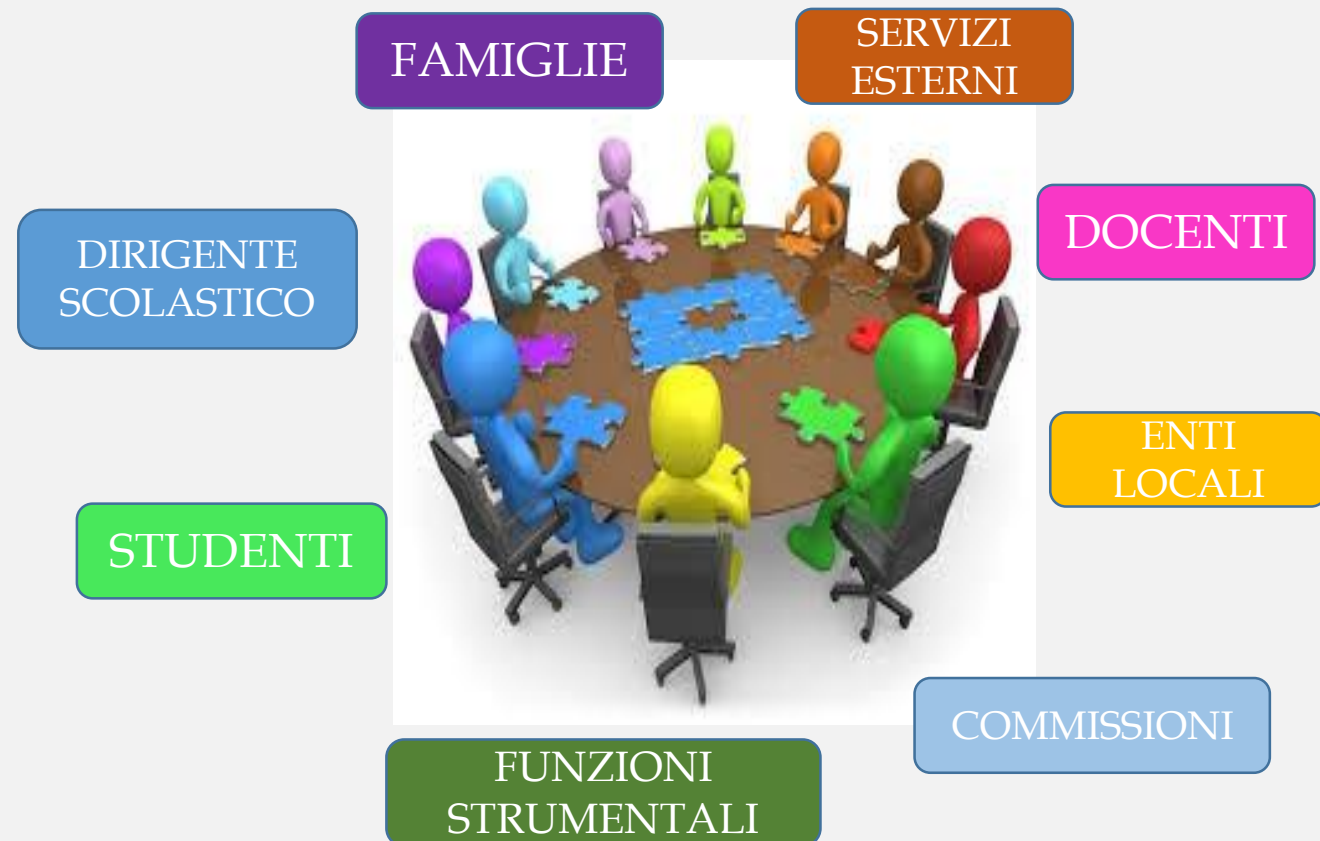 FAMIGLIE
SERVIZI
ESTERNI
DIRIGENTE
SCOLASTICO
DOCENTI
ENTI
LOCALI
STUDENTI
COMMISSIONI
FUNZIONI
STRUMENTALI